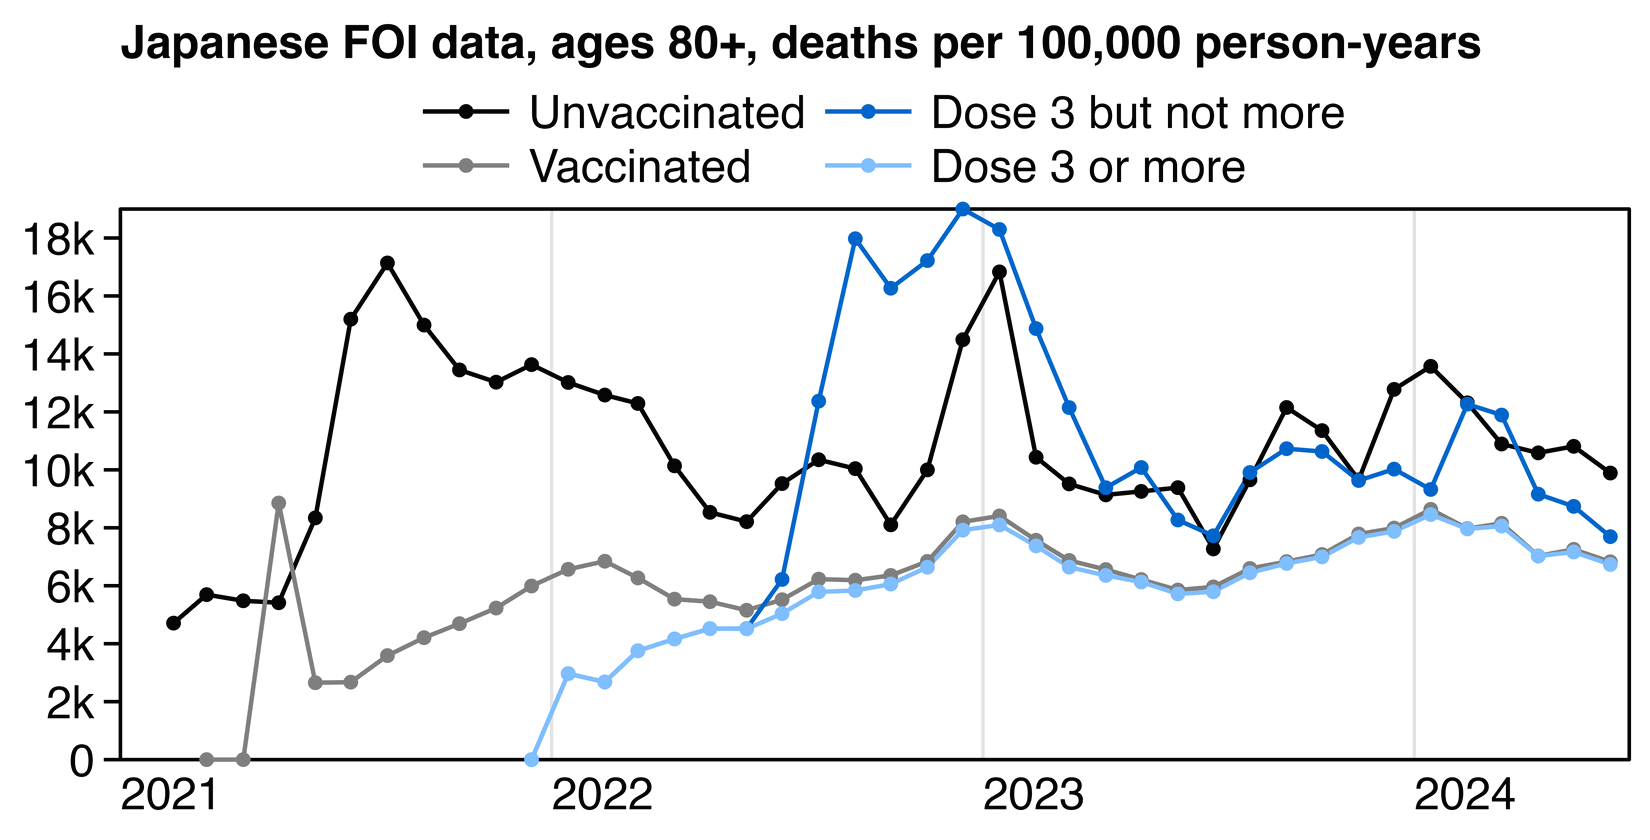 Japanese FOI data, ages 80+, deaths per 100,000 person-years
Unvaccinated Dose 3 but not more
Vaccinated Dose 3 or more
18k
16k
14k
12k
10k
8k
6k
4k
2k
0
2021 2022 2023 2024